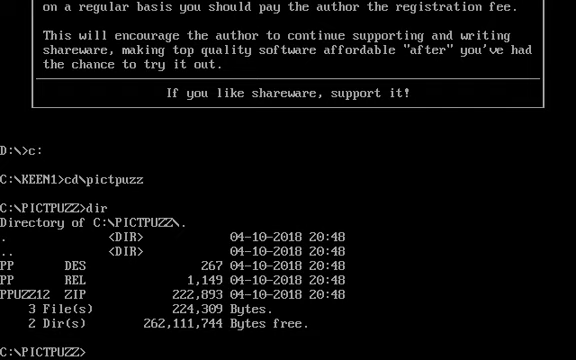 on a regular basis you should pay the author the registration fee.
This will encourage the author to continue supporting and writing
shareware, making top quality software affordable "after" you've had
the chance to try it out.
If you like shareware, support it!
D:\>c:
C:\KEEN1>cd\pictpuzz
C:\PICTPUZZ>dir
Directory of C:\PICTPUZZ\.
. <DIR> 04-10-2018 20:48
.. <DIR> 04-10-2018 20:48
PP DES 267 04-10-2018 20:48
PP REL 1,149 04-10-2018 20:48
PPUZZ12 ZIP 222,893 04-10-2018 20:48
3 File(s) 224,309 Bytes.
2 Dir(s) 262,111,744 Bytes free.
C:\PICTPUZZ>